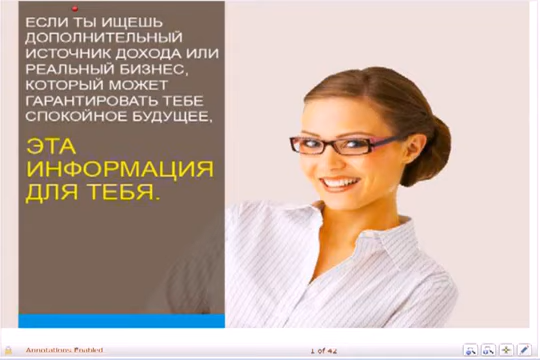 ЕСЛИ ТЫ ИЩЕШЬ
ДОПОЛНИТЕЛЬНЫЙ
ИСТОЧНИК ДОХОДА ИЛИ
РЕАЛЬНЫЙ БИЗНЕС,
КОТОРЫЙ МОЖЕТ
ГАРАНТИРОВАТЬ ТЕБЕ
СПОКОЙНОЕ БУДУЩЕЕ,
ЭТА
ИНФОРМАЦИЯ
ДЛЯ ТЕБЯ.
Annotations Enabled
1 of 42